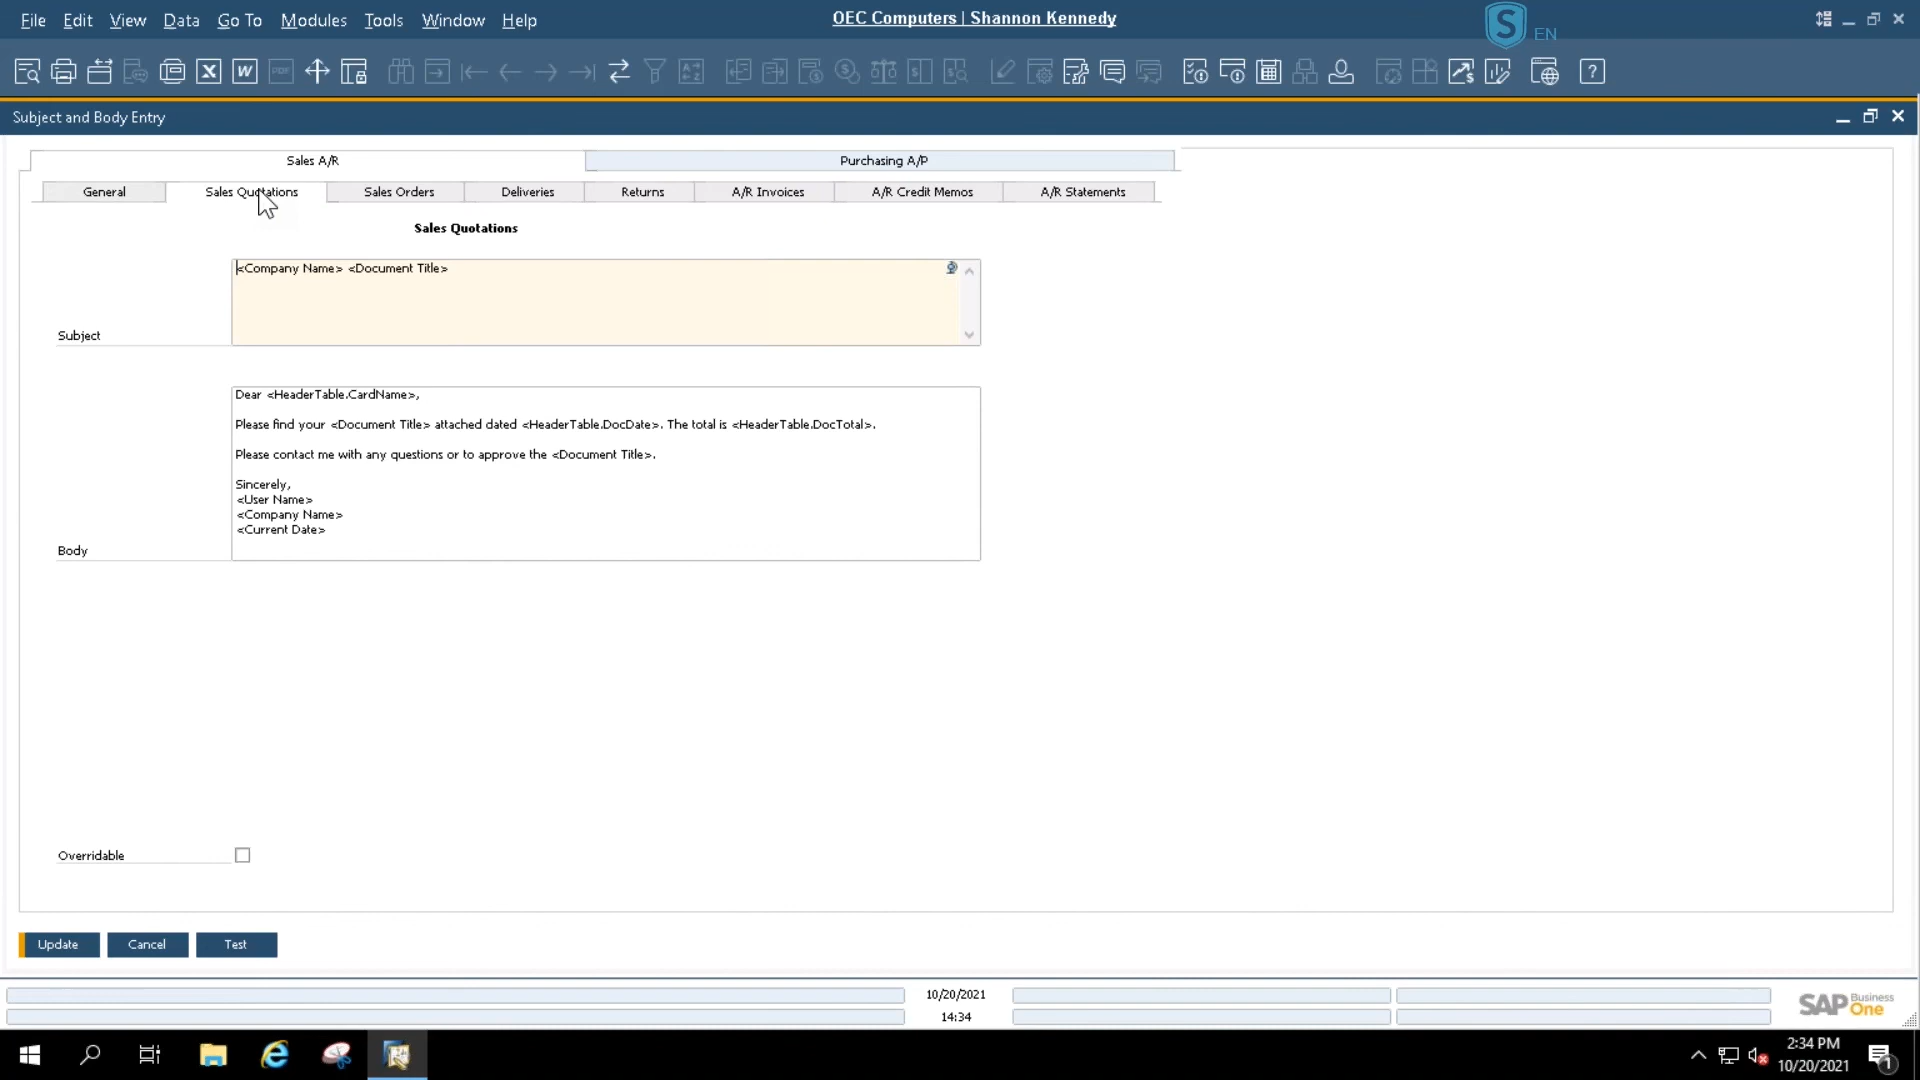 File Edit View Data Go To Modules Tools Window Help
OEC Computers | Shannon Kennedy
S EN
Subject and Body Entry
Sales A/R Purchasing A/P
General Sales Quotations Sales Orders Deliveries Returns A/R Invoices A/R Credit Memos A/R Statements
Sales Quotations
<Company Name> <Document Title>
Subject
Dear <HeaderTable.CardName>,
Please find your <Document Title> attached dated <HeaderTable.DocDate>. The total is <HeaderTable.DocTotal>.
Please contact me with any questions or to approve the <Document Title>.
Sincerely,
<User Name>
<Company Name>
<Current Date>
Body
Overridable
Update Cancel Test
10/20/2021
14:34
SAP Business One
2:34 PM
10/20/2021
1